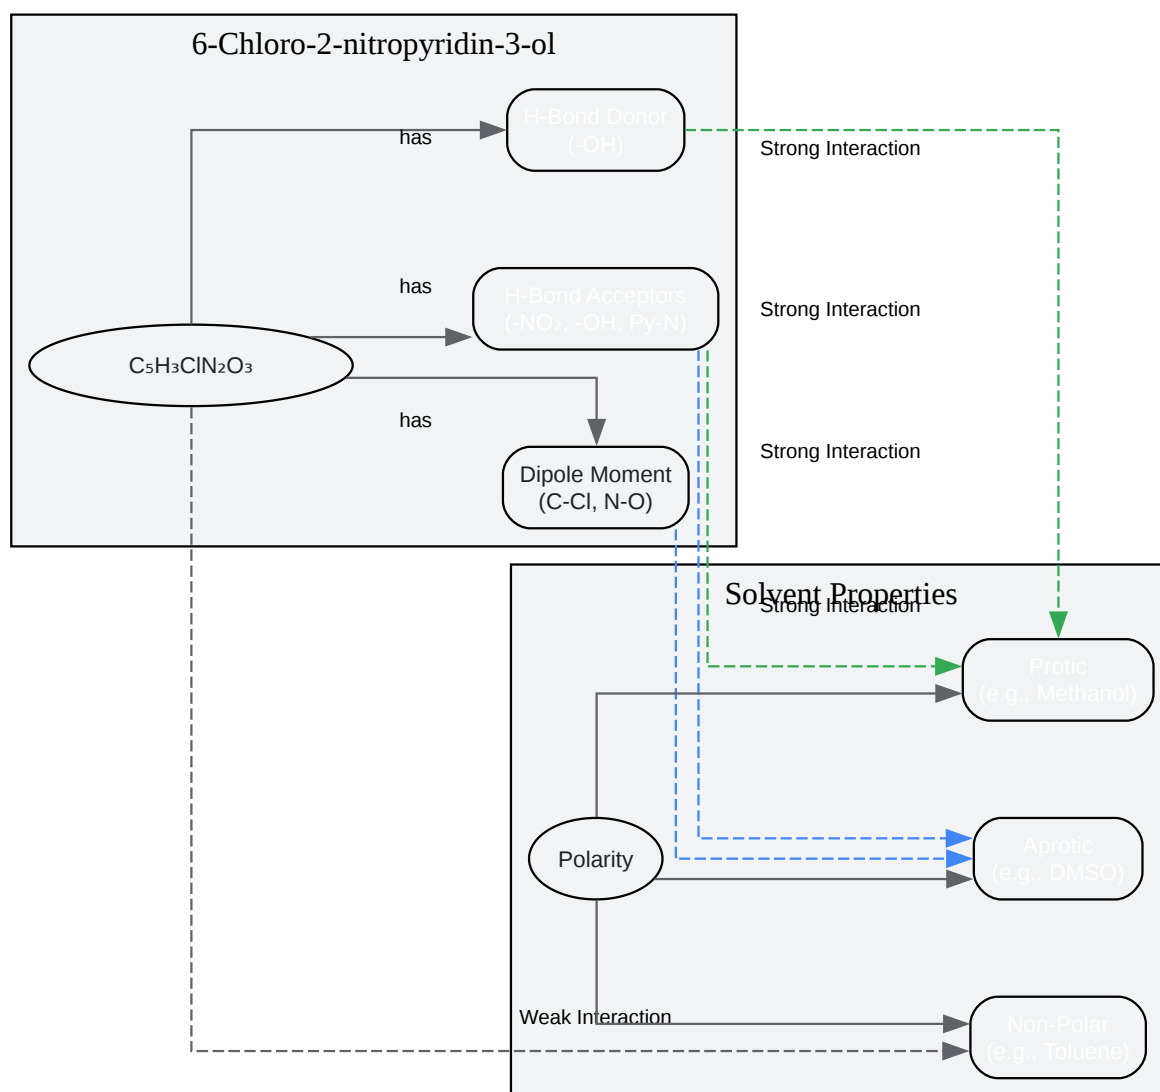 6-Chloro-2-nitropyridin-3-ol
H-Bond Donor
(-OH)
has
Strong Interaction
has
H-Bond Acceptors
(-NO₂, -OH, Py-N)
Strong Interaction
C₅H₃ClN₂O₃
has
Strong Interaction
Dipole Moment
(C-Cl, N-O)
Solvent Properties
Strong Interaction
Protic
(e.g., Methanol)
Polarity
Aprotic
(e.g., DMSO)
Weak Interaction
Non-Polar
(e.g., Toluene)